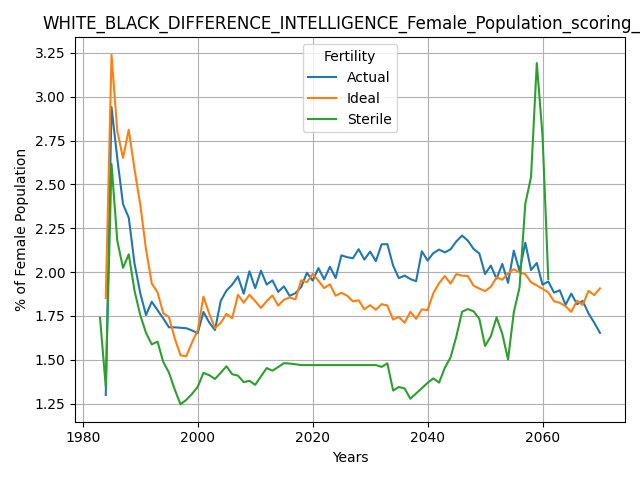 WHITE_BLACK_DIFFERENCE_INTELLIGENCE_Female_Population_scoring_
Fertility
Actual
Ideal
Sterile
% of Female Population
3.25
3.00
2.75
2.50
2.25
2.00
1.75
1.50
1.25
1980
2000
2020
2040
2060
Years